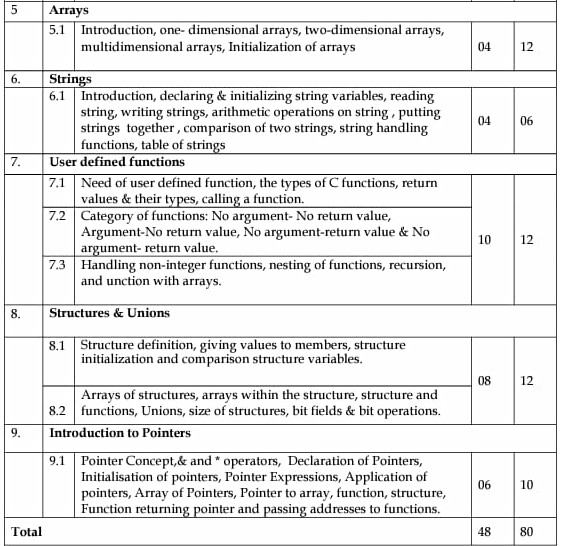 5 Arrays
5.1 Introduction, one- dimensional arrays, two-dimensional arrays,
multidimensional arrays, Initialization of arrays
04 12
6. Strings
6.1 Introduction, declaring & initializing string variables, reading
string, writing strings, arithmetic operations on string , putting
strings together , comparison of two strings, string handling
functions, table of strings
04 06
7. User defined functions
7.1 Need of user defined function, the types of C functions, return
values & their types, calling a function.
7.2 Category of functions: No argument- No return value,
Argument-No return value, No argument-return value & No
argument- return value.
10 12
7.3 Handling non-integer functions, nesting of functions, recursion,
and unction with arrays.
8. Structures & Unions
8.1 Structure definition, giving values to members, structure
initialization and comparison structure variables.
08 12
Arrays of structures, arrays within the structure, structure and
8.2 functions, Unions, size of structures, bit fields & bit operations.
9. Introduction to Pointers
9.1 Pointer Concept,& and * operators, Declaration of Pointers,
Initialisation of pointers, Pointer Expressions, Application of
pointers, Array of Pointers, Pointer to array, function, structure,
Function returning pointer and passing addresses to functions.
06 10
Total 48 80